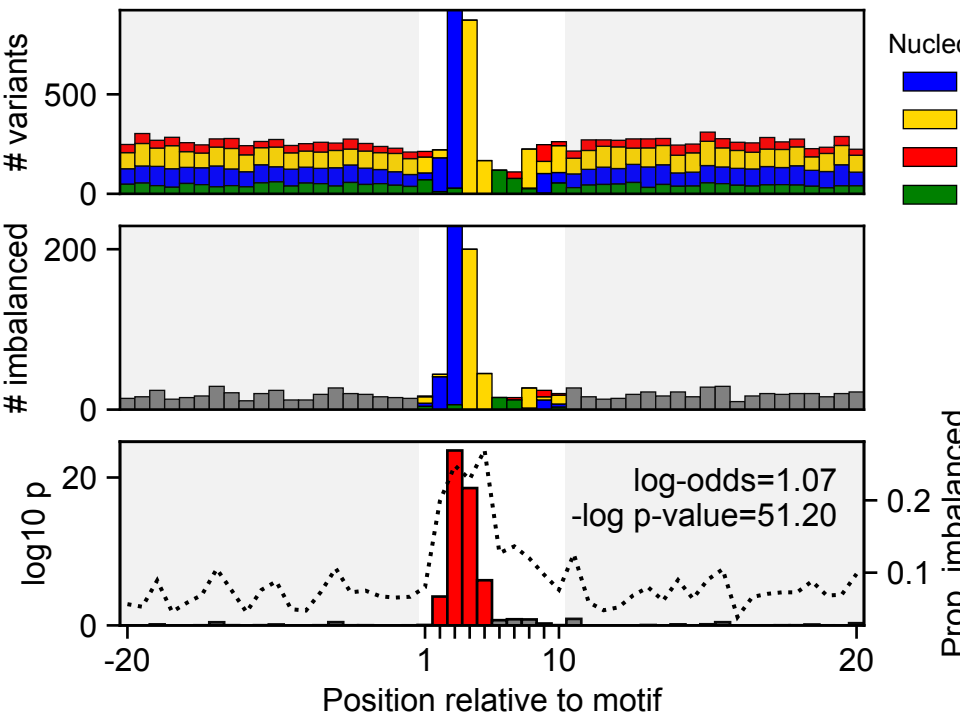 # variants
500
0
Nucleo
# imbalanced
200
0
log10 p
20
0
log-odds=1.07
-log p-value=51.20
0.2
0.1
Prop. imbalanced
-20
1
10
20
Position relative to motif